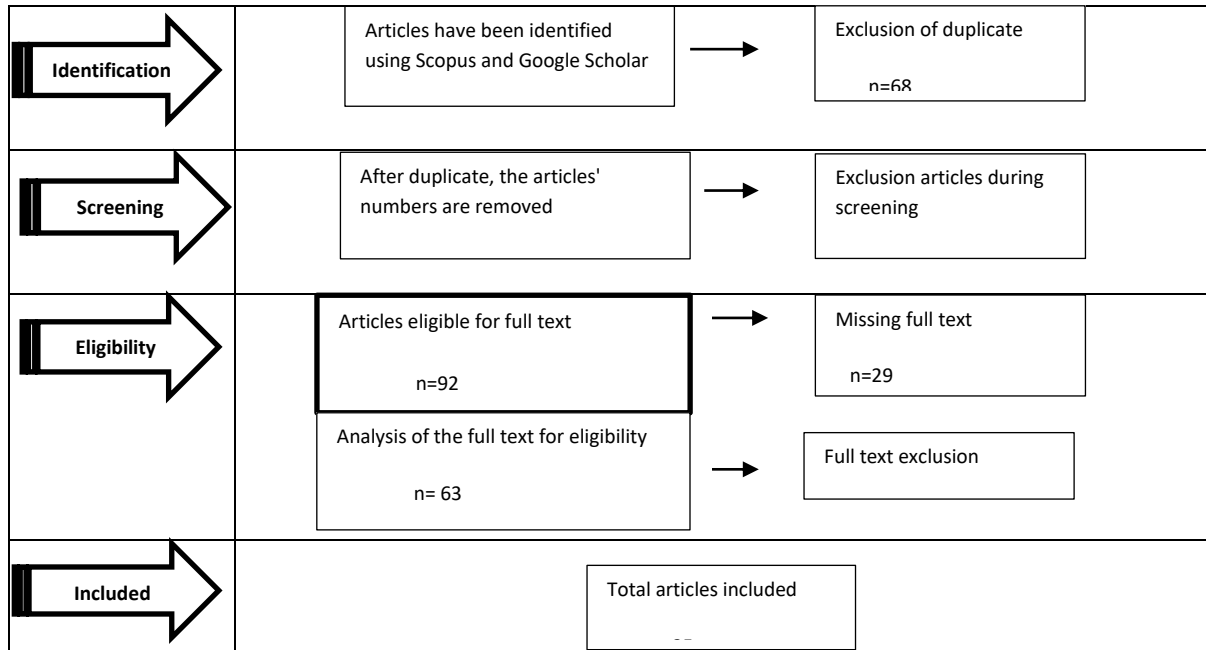 Identification
Articles have been identified
using Scopus and Google Scholar
Exclusion of duplicate
n=68
Screening
After duplicate, the articles'
numbers are removed
Exclusion articles during
screening
Eligibility
Articles eligible for full text
n=92
Missing full text
n=29
Analysis of the full text for eligibility
n= 63
Full text exclusion
Included
Total articles included